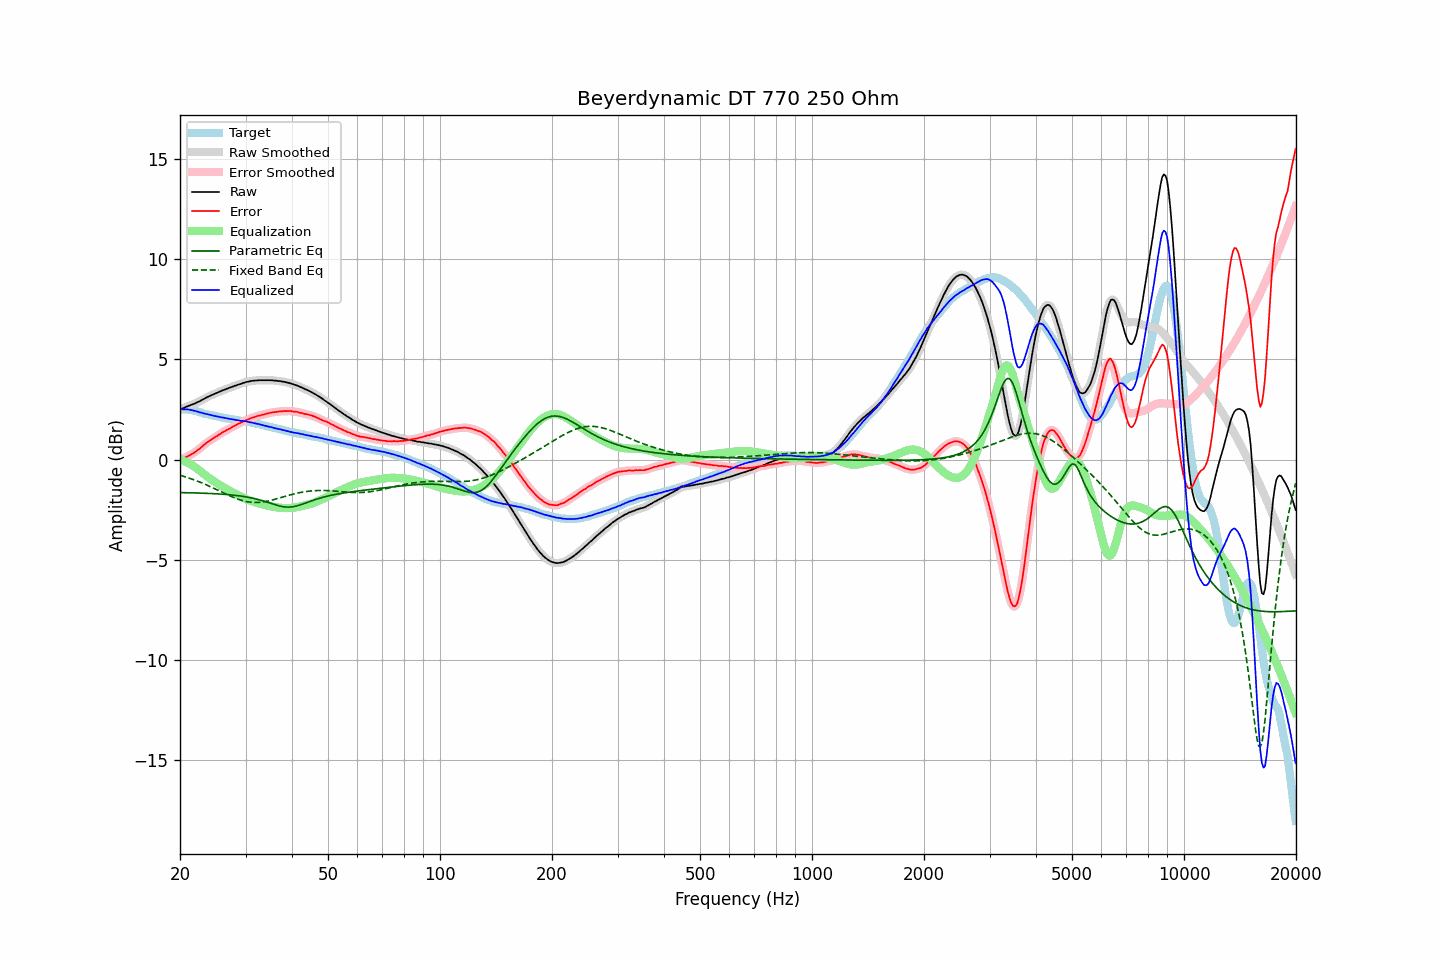 Beyerdynamic DT 770 250 Ohm
Target
Raw Smoothed
Error Smoothed
Raw
Error
Equalization
Parametric Eq
Fixed Band Eq
Equalized
15
10
5
0
−5
−10
−15
Amplitude (dBr)
20 50 100 200 500 1000 2000 5000 10000 20000
Frequency (Hz)